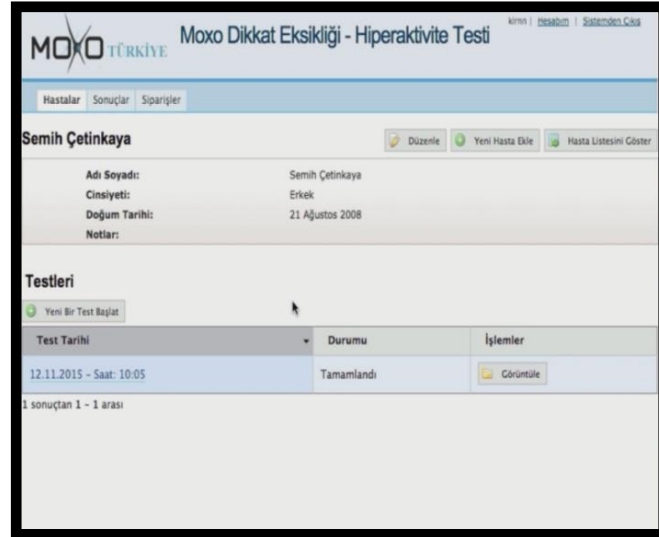 kırnn | Hesabım | Sistemden Çıkış
MOXO TÜRKİYE
Moxo Dikkat Eksikliği - Hiperaktivite Testi
Hastalar Sonuçlar Siparişler
Semih Çetinkaya
Düzenle Yeni Hasta Ekle Hasta Listesini Göster
Adı Soyadı: Semih Çetinkaya
Cinsiyeti: Erkek
Doğum Tarihi: 21 Ağustos 2008
Notlar:
Testleri
Yeni Bir Test Başlat
Test Tarihi Durumu İşlemler
12.11.2015 - Saat: 10:05 Tamamlandı Görüntüle
1 sonuçtan 1 - 1 arası